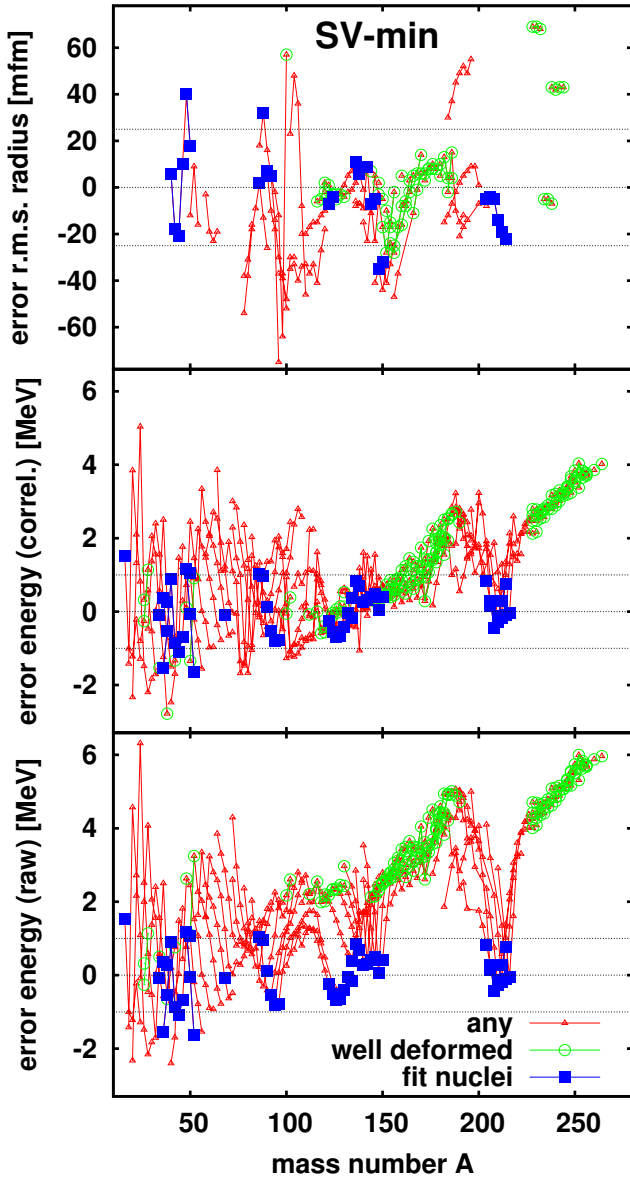 SV-min
error r.m.s. radius [mfm]
60
40
20
0
-20
-40
-60
error energy (correl.) [MeV]
6
4
2
0
-2
error energy (raw) [MeV]
6
4
2
0
-2
any
well deformed
fit nuclei
50 100 150 200 250
mass number A